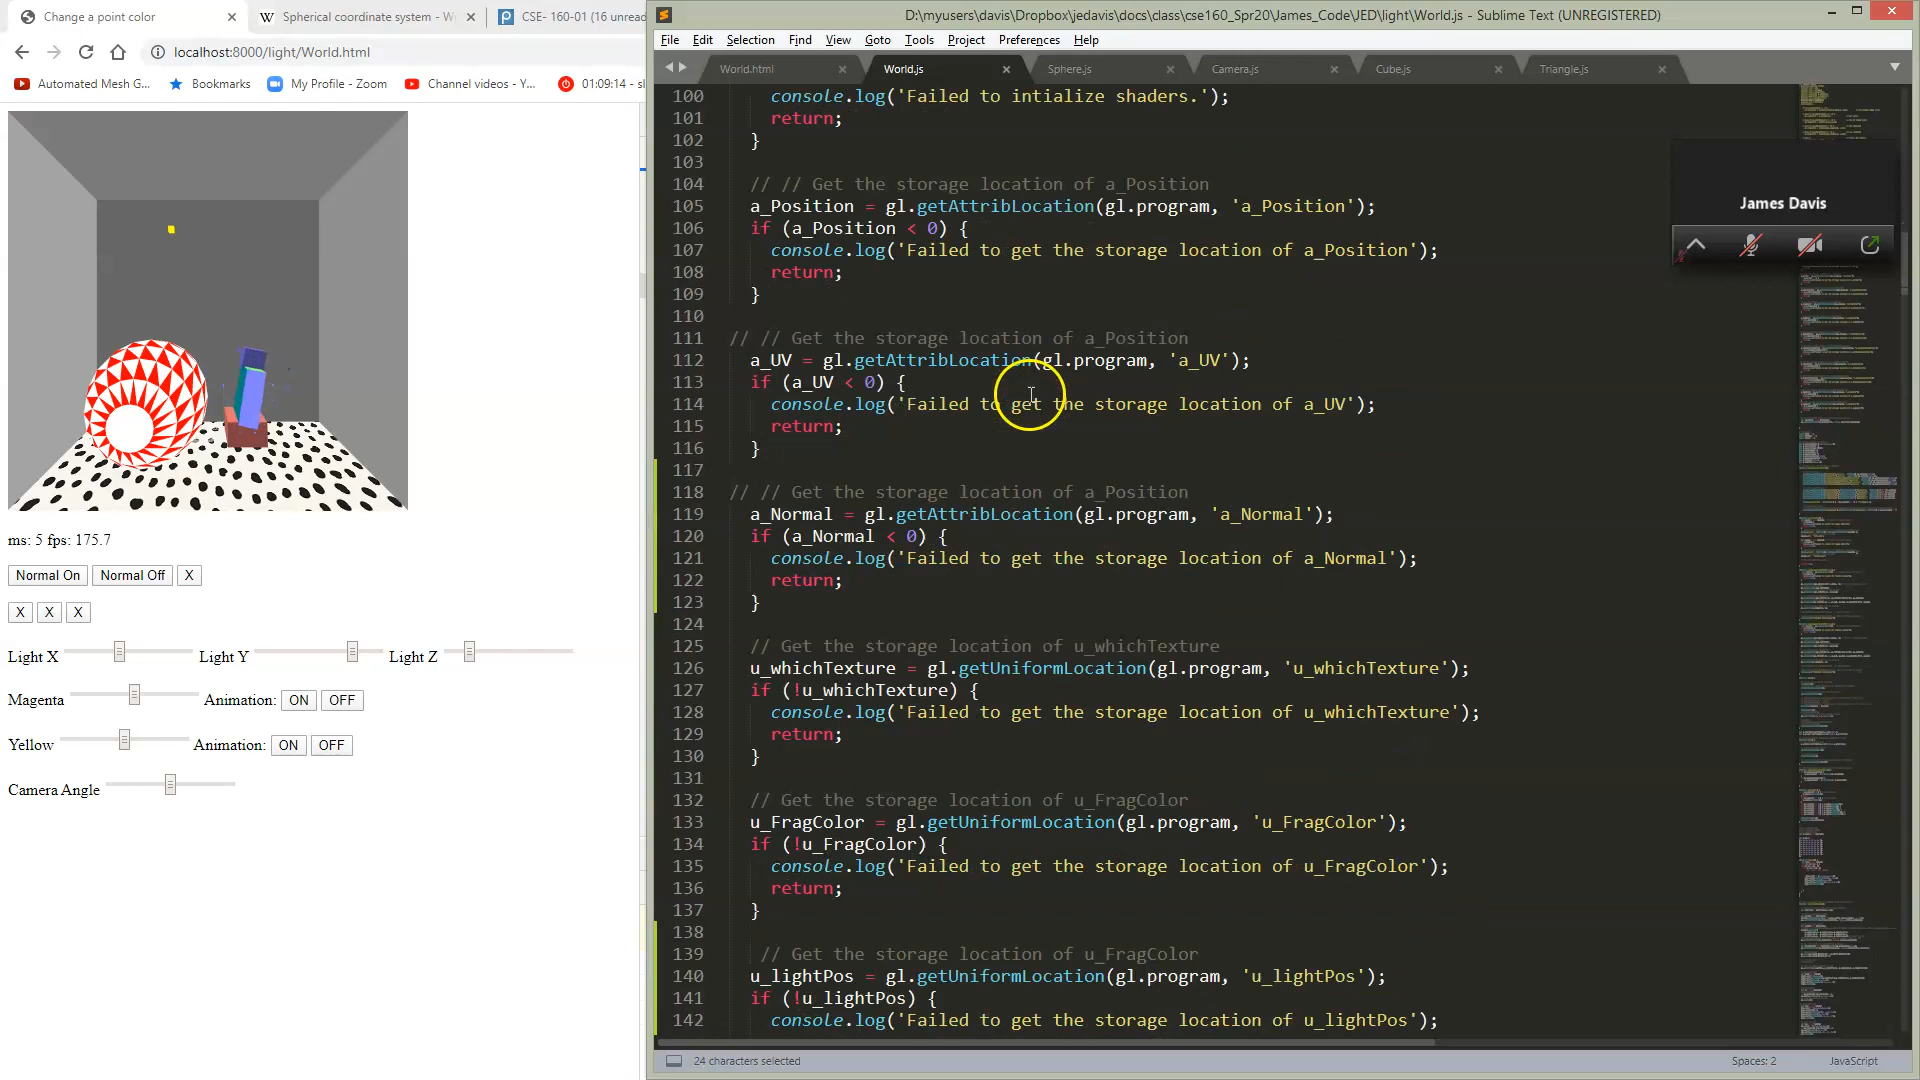 Change a point color
Spherical coordinate system - W
CSE- 160-01 (16 unread
localhost:8000/light/World.html
Automated Mesh G...
Bookmarks
My Profile - Zoom
Channel videos - Y...
01:09:14 - sl
ms: 5 fps: 175.7
Normal On
Normal Off
X
X
X
X
Light X
Light Y
Light Z
Magenta
Animation:
ON
OFF
Yellow
Animation:
ON
OFF
Camera Angle
D:\myusers\davis\Dropbox\jedavis\docs\class\cse160_Spr20\James_Code\JED\light\World.js - Sublime Text (UNREGISTERED)
File Edit Selection Find View Goto Tools Project Preferences Help
World.html
World.js
Sphere.js
Camera.js
Cube.js
Triangle.js
100 console.log('Failed to intialize shaders.');
101 return;
102 }
103
104 // // Get the storage location of a_Position
105 a_Position = gl.getAttribLocation(gl.program, 'a_Position');
106 if (a_Position < 0) {
107 console.log('Failed to get the storage location of a_Position');
108 return;
109 }
110
111 // // Get the storage location of a_Position
112 a_UV = gl.getAttribLocation(gl.program, 'a_UV');
113 if (a_UV < 0) {
114 console.log('Failed to get the storage location of a_UV');
115 return;
116 }
117
118 // // Get the storage location of a_Position
119 a_Normal = gl.getAttribLocation(gl.program, 'a_Normal');
120 if (a_Normal < 0) {
121 console.log('Failed to get the storage location of a_Normal');
122 return;
123 }
124
125 // Get the storage location of u_whichTexture
126 u_whichTexture = gl.getUniformLocation(gl.program, 'u_whichTexture');
127 if (!u_whichTexture) {
128 console.log('Failed to get the storage location of u_whichTexture');
129 return;
130 }
131
132 // Get the storage location of u_FragColor
133 u_FragColor = gl.getUniformLocation(gl.program, 'u_FragColor');
134 if (!u_FragColor) {
135 console.log('Failed to get the storage location of u_FragColor');
136 return;
137 }
138
139 // Get the storage location of u_FragColor
140 u_lightPos = gl.getUniformLocation(gl.program, 'u_lightPos');
141 if (!u_lightPos) {
142 console.log('Failed to get the storage location of u_lightPos');
James Davis
24 characters selected
Spaces: 2
JavaScript